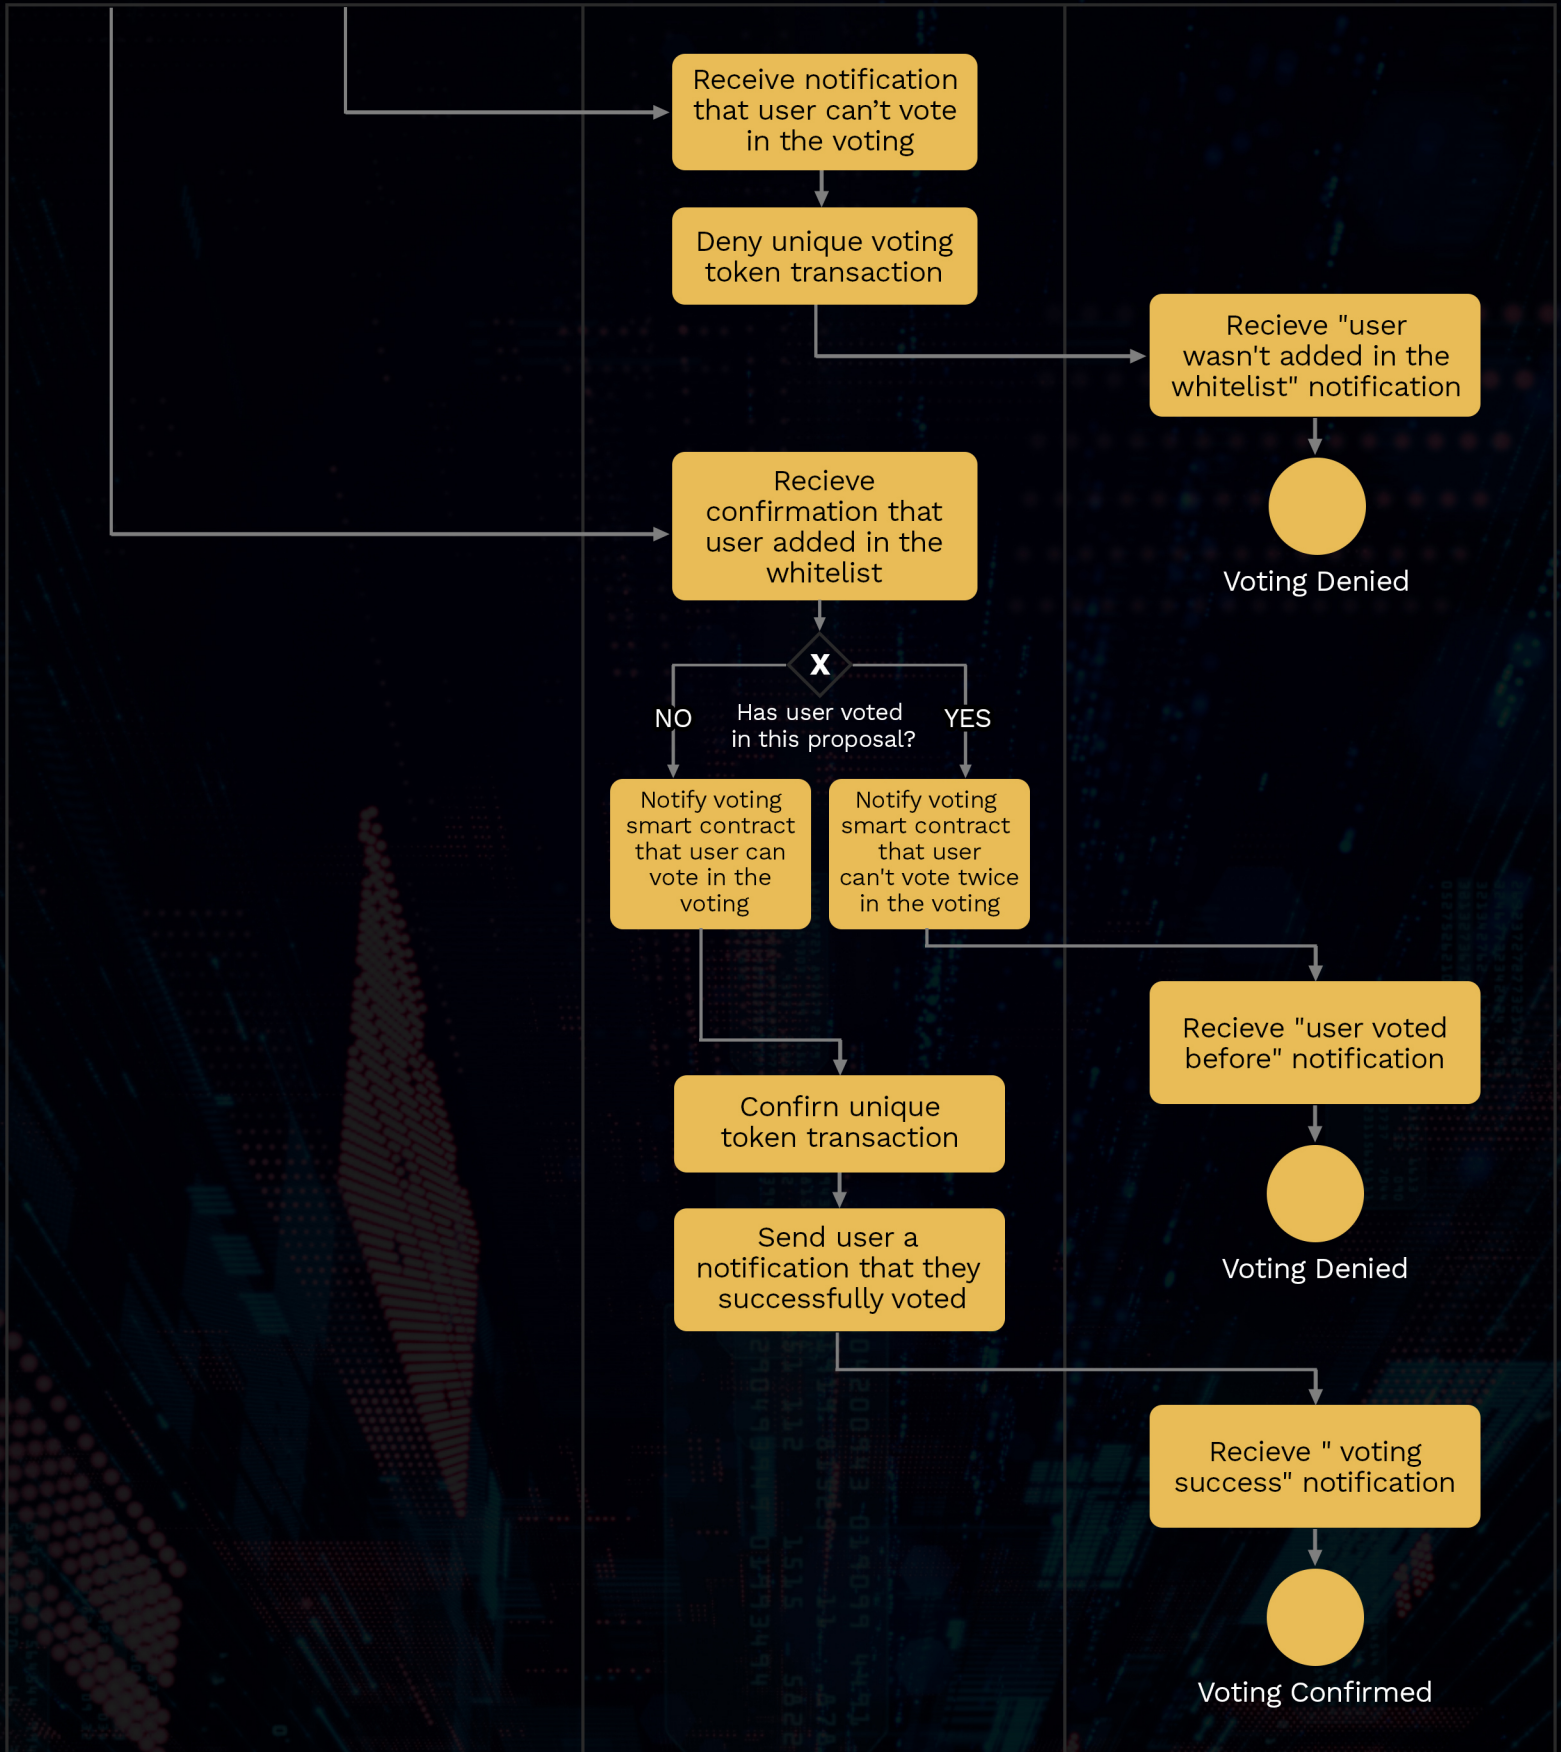 Receive notification
that user can’t vote
in the voting
Deny unique voting
token transaction
Recieve "user
wasn't added in the
whitelist" notification
Voting Denied
Recieve
confirmation that
user added in the
whitelist
X
NO
Has user voted
in this proposal?
YES
Notify voting
smart contract
that user can
vote in the
voting
Notify voting
smart contract
that user
can't vote twice
in the voting
Recieve "user voted
before" notification
Voting Denied
Confirn unique
token transaction
Send user a
notification that they
successfully voted
Recieve " voting
success" notification
Voting Confirmed